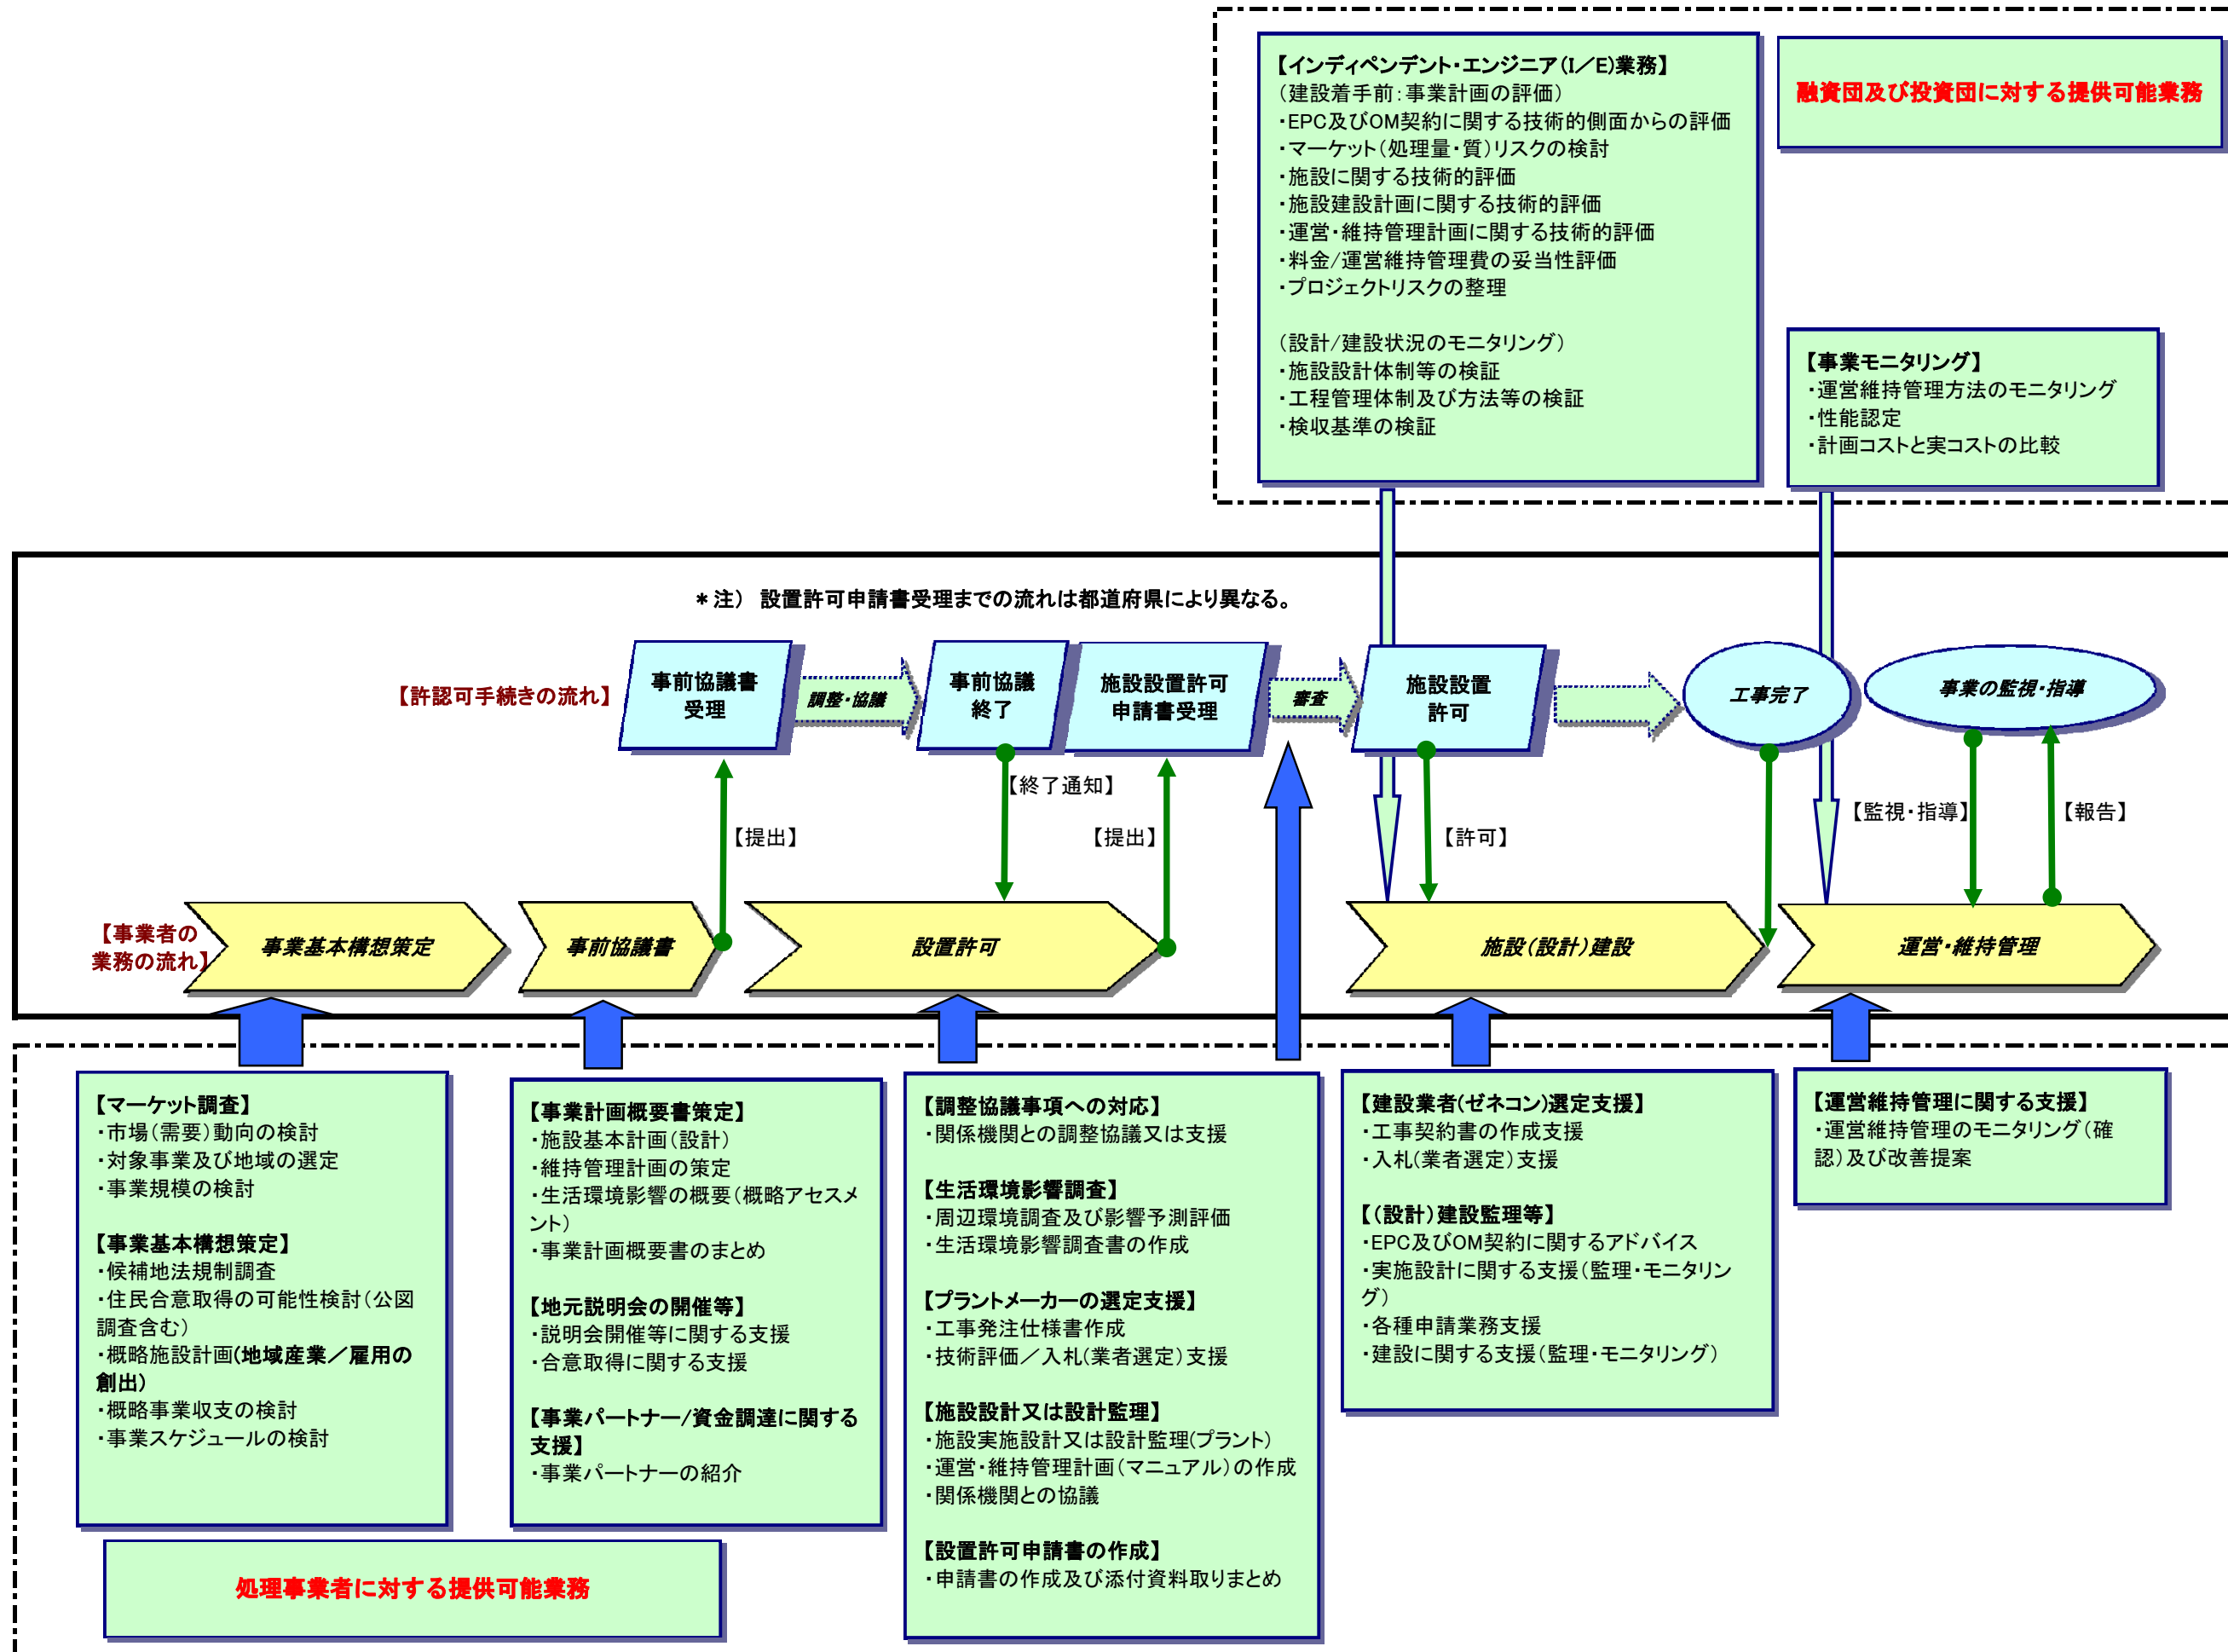 【インディペンデント・エンジニア(I／E)業務】
（建設着手前：事業計画の評価）
・EPC及びOM契約に関する技術的側面からの評価
・マーケット（処理量・質）リスクの検討
・施設に関する技術的評価
・施設建設計画に関する技術的評価
・運営・維持管理計画に関する技術的評価
・料金/運営維持管理費の妥当性評価
・プロジェクトリスクの整理
（設計/建設状況のモニタリング）
・施設設計体制等の検証
・工程管理体制及び方法等の検証
・検収基準の検証
融資団及び投資団に対する提供可能業務
【事業モニタリング】
・運営維持管理方法のモニタリング
・性能認定
・計画コストと実コストの比較
＊注） 設置許可申請書受理までの流れは都道府県により異なる。
【許認可手続きの流れ】
事前協議書
受理
調整・協議
事前協議
終了
施設設置許可
申請書受理
審査
施設設置
許可
工事完了
事業の監視・指導
【提出】
【終了通知】
【提出】
【許可】
【監視・指導】
【報告】
【事業者の
業務の流れ】
事業基本構想策定
事前協議書
設置許可
施設（設計）建設
運営・維持管理
【マーケット調査】
・市場（需要）動向の検討
・対象事業及び地域の選定
・事業規模の検討
【事業基本構想策定】
・候補地法規制調査
・住民合意取得の可能性検討（公図
調査含む）
・概略施設計画(地域産業／雇用の
創出）
・概略事業収支の検討
・事業スケジュールの検討
【事業計画概要書策定】
・施設基本計画（設計）
・維持管理計画の策定
・生活環境影響の概要（概略アセスメ
ント）
・事業計画概要書のまとめ
【地元説明会の開催等】
・説明会開催等に関する支援
・合意取得に関する支援
【事業パートナー/資金調達に関する
支援】
・事業パートナーの紹介
【調整協議事項への対応】
・関係機関との調整協議又は支援
【生活環境影響調査】
・周辺環境調査及び影響予測評価
・生活環境影響調査書の作成
【プラントメーカーの選定支援】
・工事発注仕様書作成
・技術評価／入札(業者選定）支援
【施設設計又は設計監理】
・施設実施設計又は設計監理(プラント）
・運営・維持管理計画（マニュアル）の作成
・関係機関との協議
【設置許可申請書の作成】
・申請書の作成及び添付資料取りまとめ
【建設業者(ゼネコン)選定支援】
・工事契約書の作成支援
・入札(業者選定）支援
【（設計）建設監理等】
・EPC及びOM契約に関するアドバイス
・実施設計に関する支援（監理・モニタリン
グ）
・各種申請業務支援
・建設に関する支援（監理・モニタリング）
【運営維持管理に関する支援】
・運営維持管理のモニタリング（確
認）及び改善提案
処理事業者に対する提供可能業務